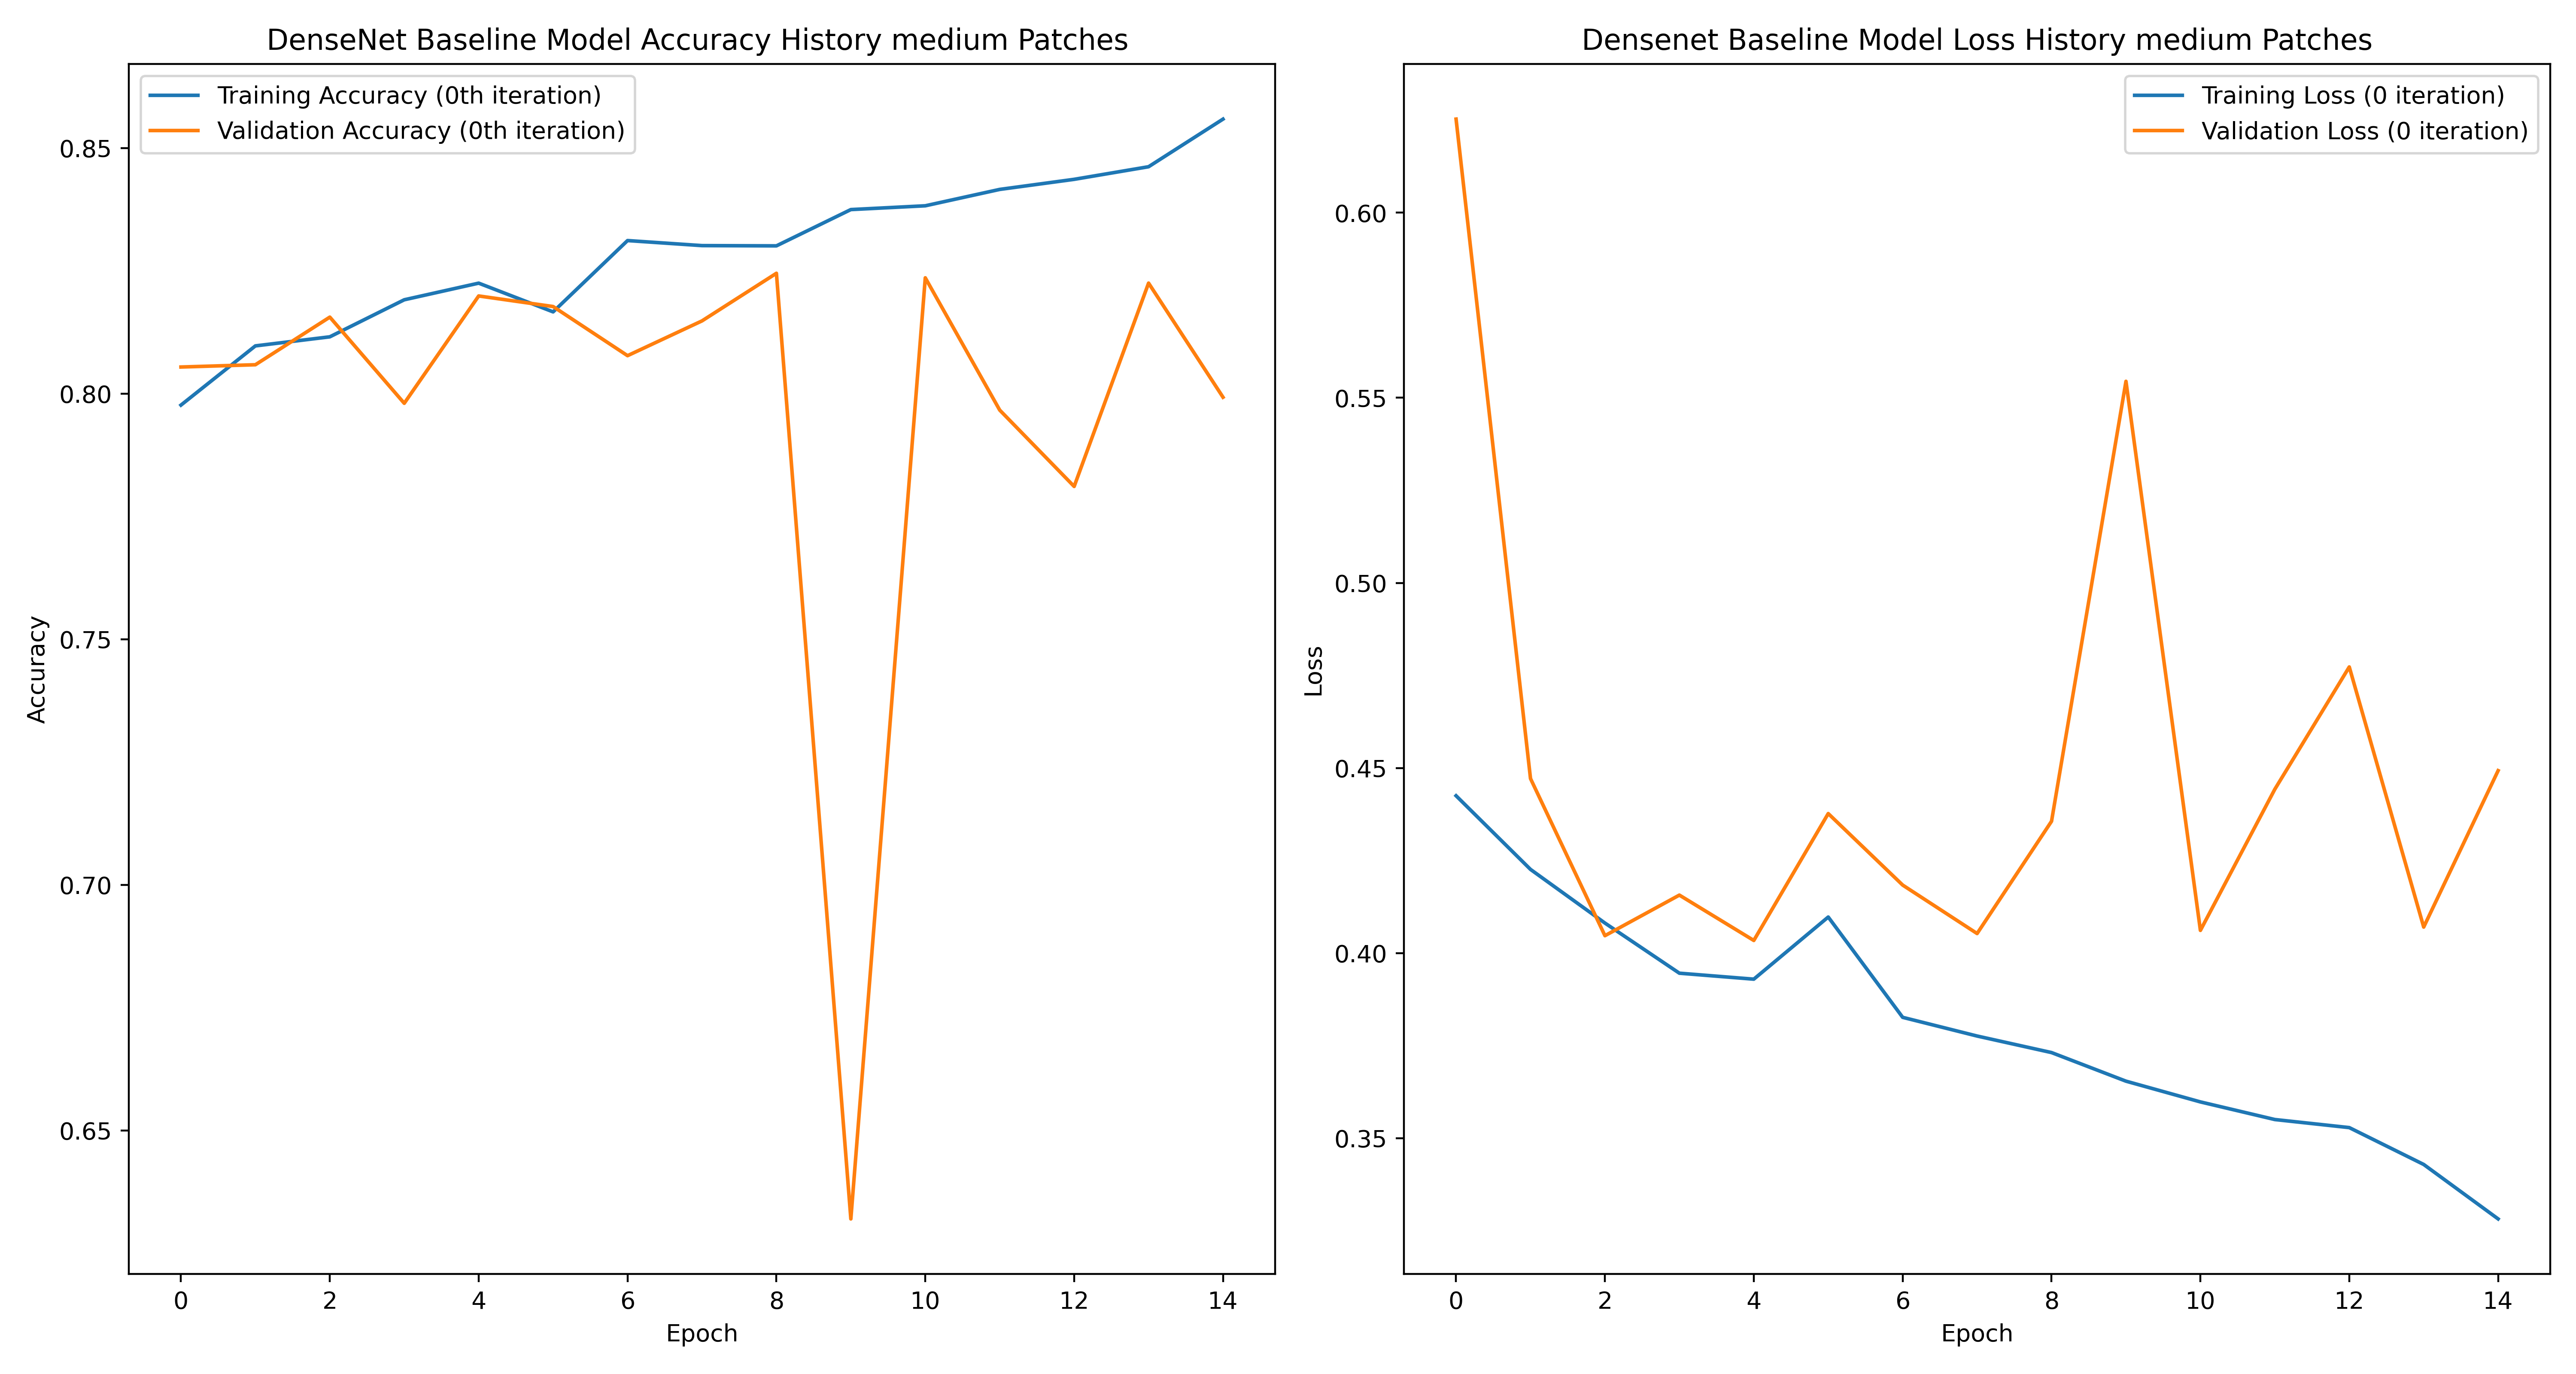 DenseNet Baseline Model Accuracy History medium Patches
Training Accuracy (0th iteration)
Validation Accuracy (0th iteration)
Accuracy
0.85
0.80
0.75
0.70
0.65
0 2 4 6 8 10 12 14
Epoch
Densenet Baseline Model Loss History medium Patches
Training Loss (0 iteration)
Validation Loss (0 iteration)
Loss
0.60
0.55
0.50
0.45
0.40
0.35
0 2 4 6 8 10 12 14
Epoch